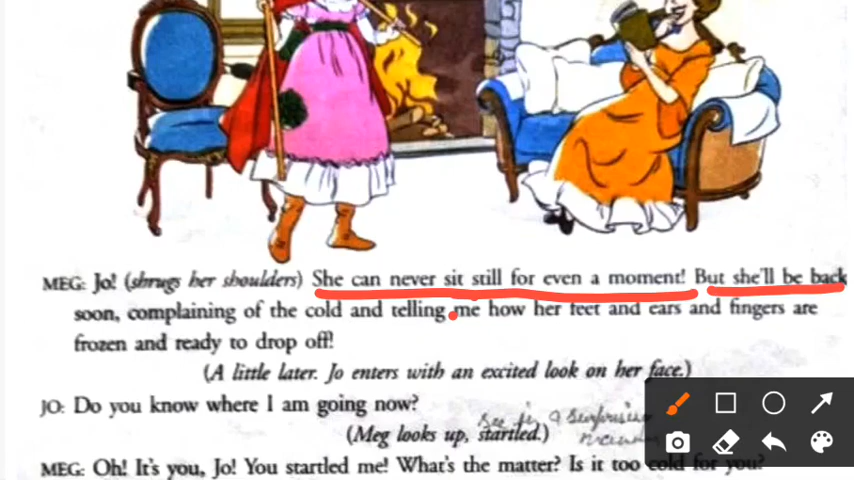 MEG: Jo! (shrugs her shoulders) She can never sit still for even a moment! But she'll be back
soon, complaining of the cold and telling me how her feet and ears and fingers are
frozen and ready to drop off!
(A little later. Jo enters with an excited look on her face.)
JO: Do you know where I am going now?
(Meg looks up, startled.)
MEG: Oh! It's you, Jo! You startled me! What's the matter? Is it too cold for you?